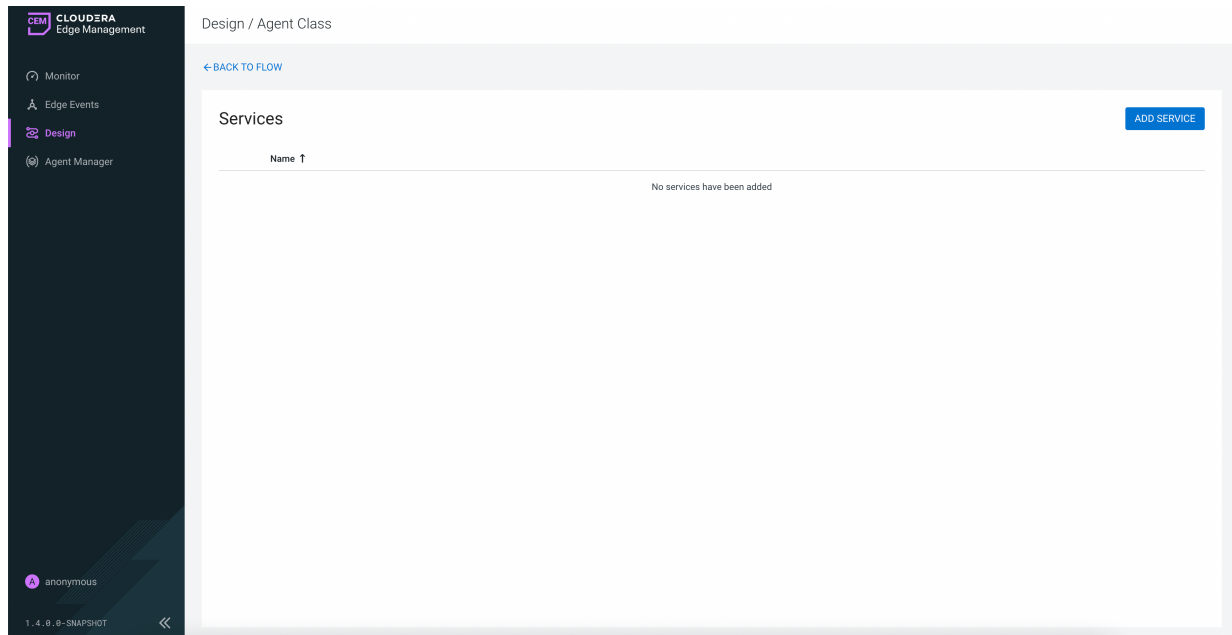 CEM
CLOUDERA
Edge Management
Monitor
Edge Events
Design
Agent Manager
A anonymous
1.4.0.0-SNAPSHOT
Design / Agent Class
BACK TO FLOW
Services
ADD SERVICE
Name
No services have been added